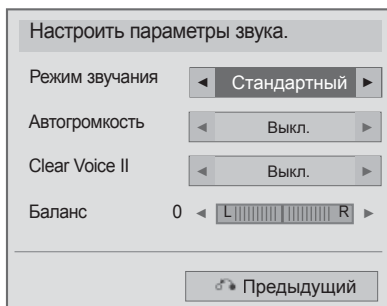 Настроить параметры звука.
Режим звучания ◄ Стандартный ►
Автогромкость ◄ Выкл. ►
Clear Voice II ◄ Выкл. ►
Баланс 0 ◄ L R ►
Предыдущий